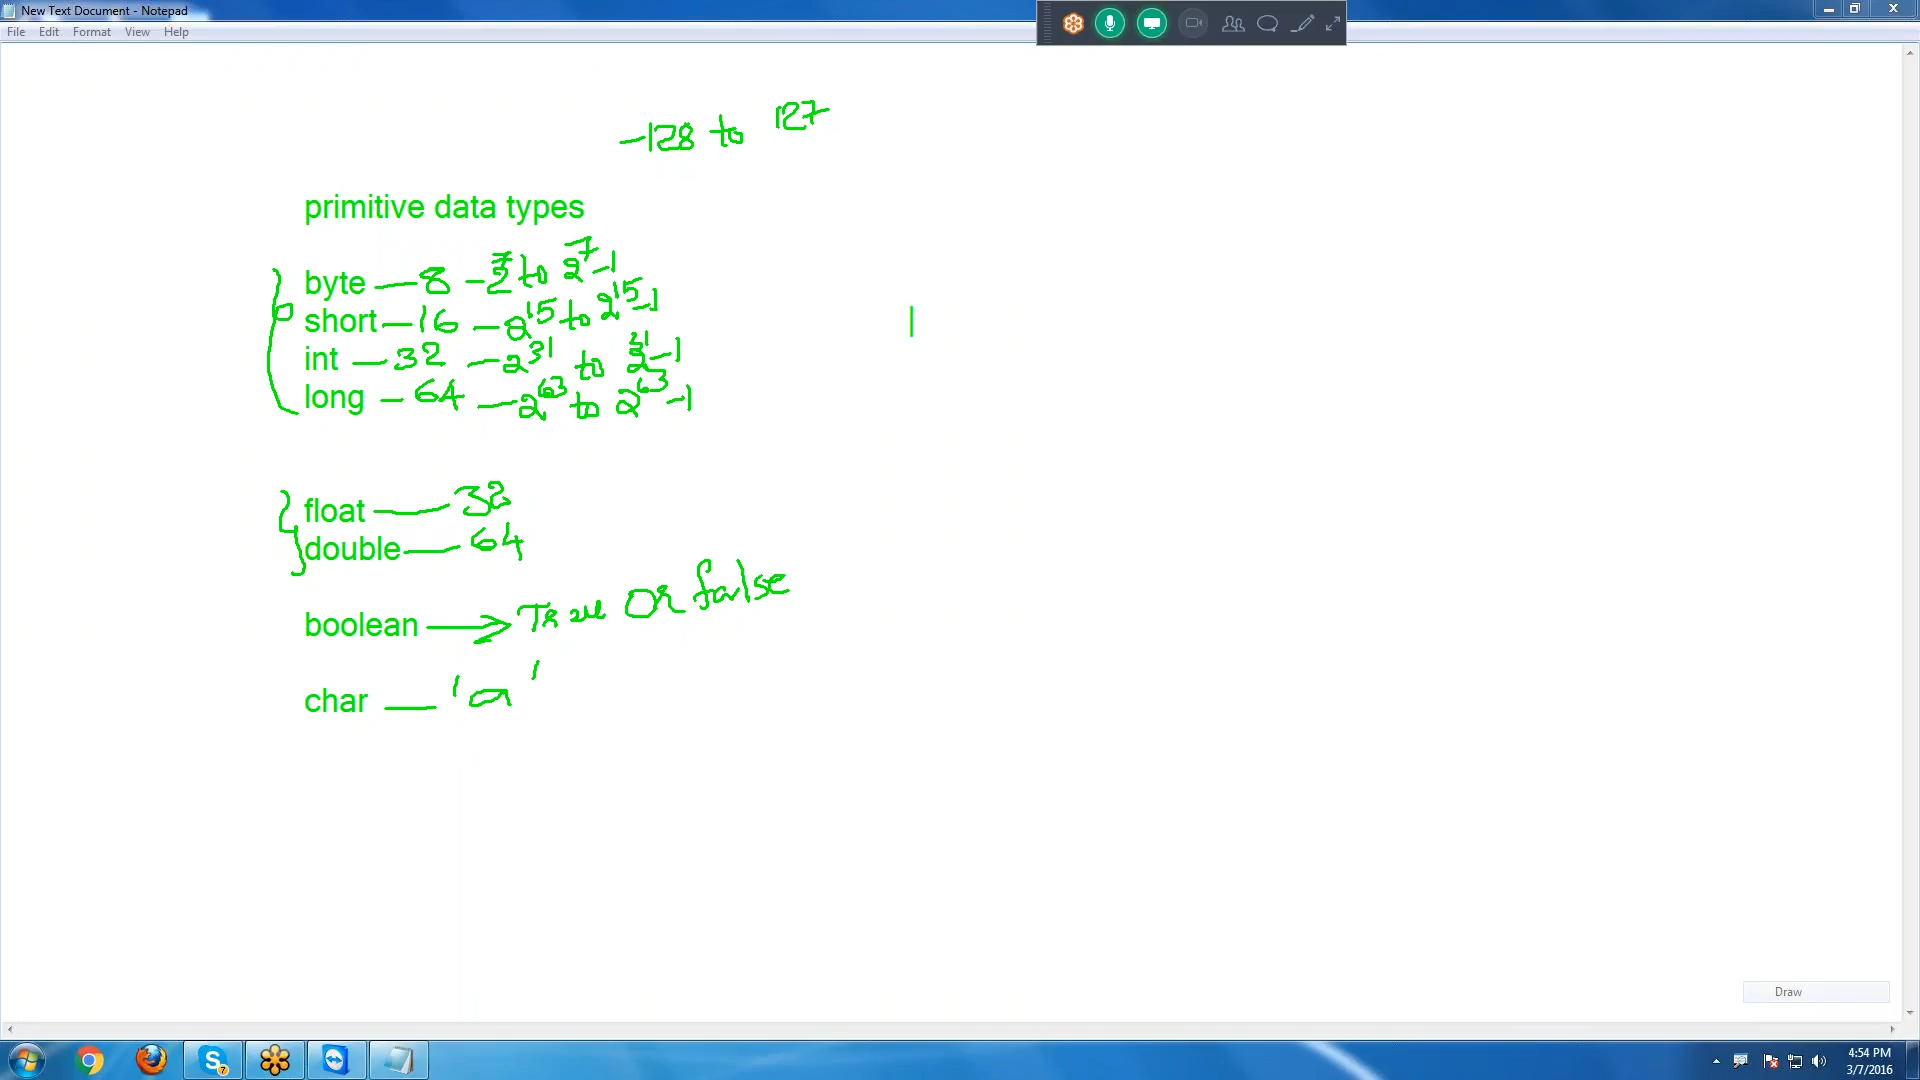 New Text Document - Notepad
File Edit Format View Help
-128 to 127
primitive data types
byte — 8 -2^7 to 2^7-1
short — 16 -2^15 to 2^15-1
int — 32 -2^31 to 2^31-1
long — 64 -2^63 to 2^63-1
float — 32
double — 64
boolean → True Or false
char — 'a'
Draw
4:54 PM
3/7/2016